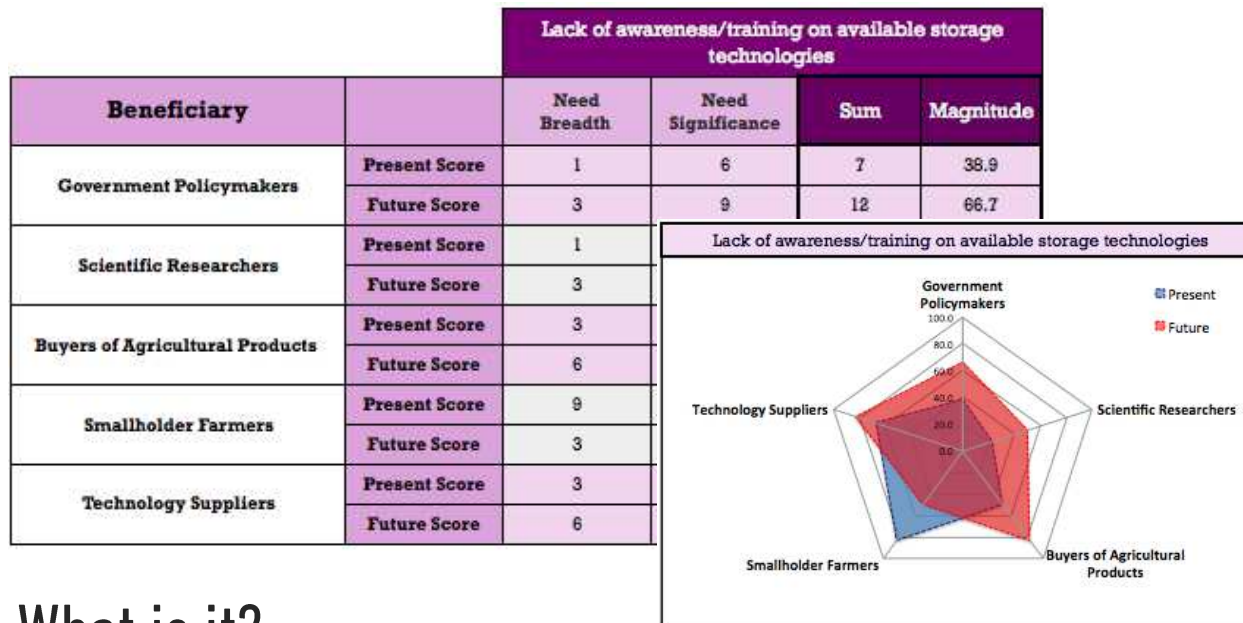 Lack of awareness/training on available storage
technologies
Beneficiary Need Breadth Need Significance Sum Magnitude
Government Policymakers Present Score 1 6 7 38.9
Future Score 3 9 12 66.7
Scientific Researchers Present Score 1
Future Score 3
Buyers of Agricultural Products Present Score 3
Future Score 6
Smallholder Farmers Present Score 9
Future Score 3
Technology Suppliers Present Score 3
Future Score 6
Lack of awareness/training on available storage technologies
Government
Policymakers
Present
Future
100.0
80.0
60.0
40.0
20.0
0.0
Technology Suppliers
Scientific Researchers
Smallholder Farmers
Buyers of Agricultural
Products
What is it?